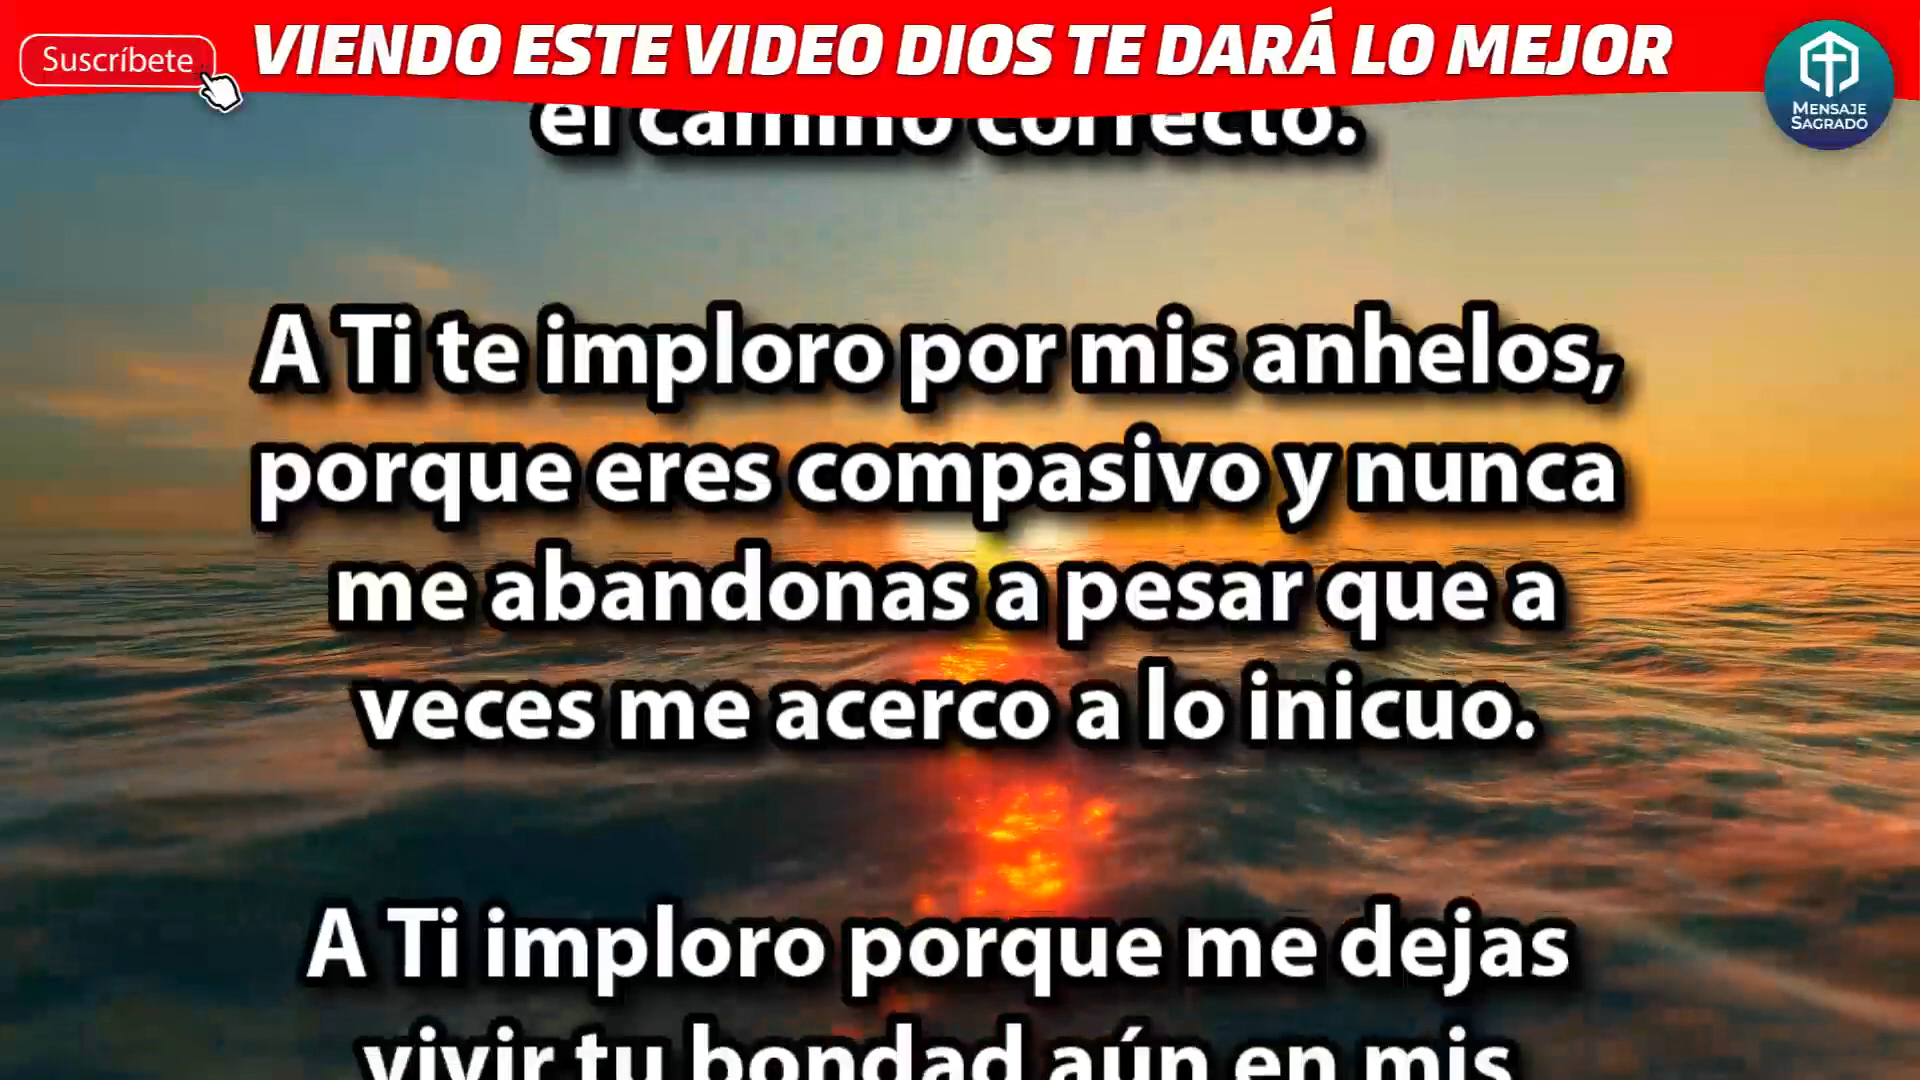 Suscríbete
VIENDO ESTE VIDEO DIOS TE DARÁ LO MEJOR
MENSAJE
SAGRADO
el camino correcto.
A Ti te imploro por mis anhelos,
porque eres compasivo y nunca
me abandonas a pesar que a
veces me acerco a lo inicuo.
A Ti imploro porque me dejas
vivir tu bondad aún en mis